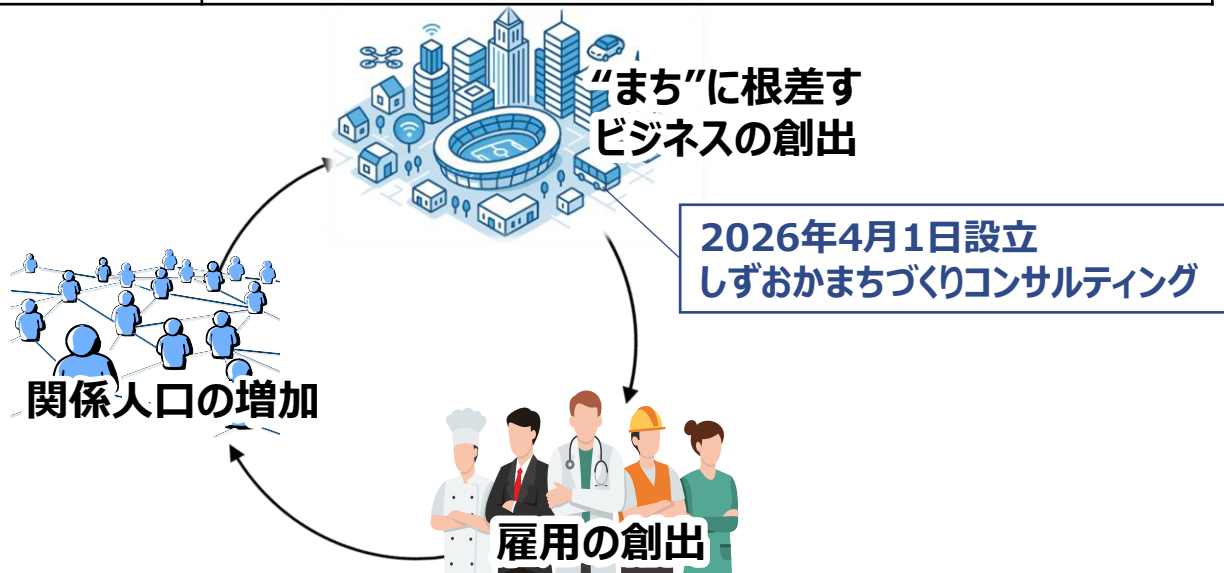 “まち”に根差す
ビジネスの創出
2026年4月1日設立
しずおかまちづくりコンサルティング
関係人口の増加
雇用の創出